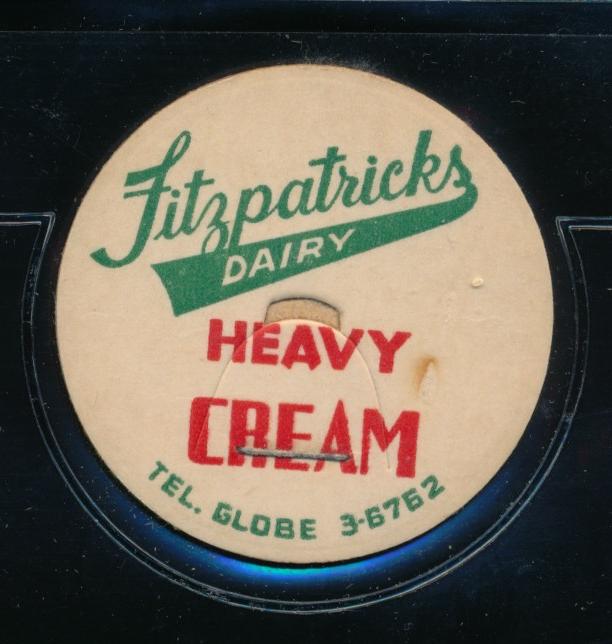 Fitzpatricks
DAIRY
HEAVY
CREAM
TEL. GLOBE 3-6762